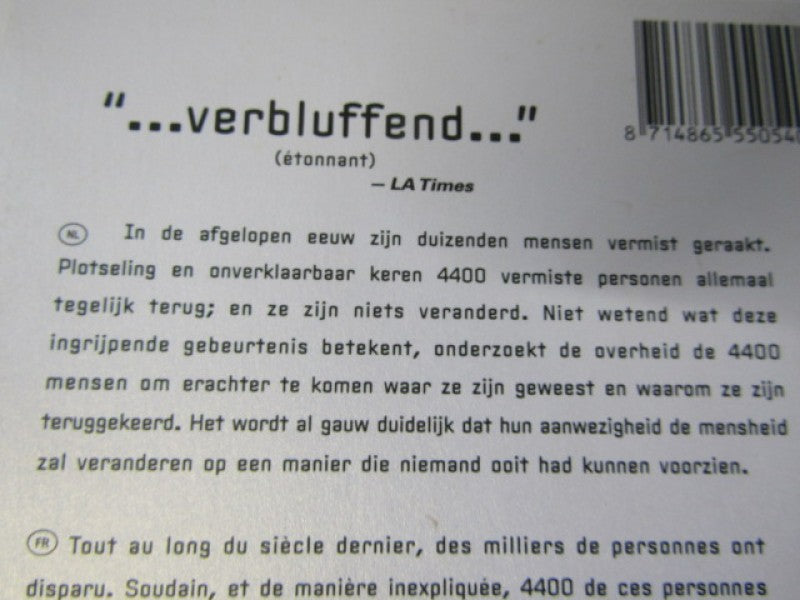 "...verbluffend..."
(étonnant)
– LA Times
8 714865 55054
NL In de afgelopen eeuw zijn duizenden mensen vermist geraakt.
Plotseling en onverklaarbaar keren 4400 vermiste personen allemaal
tegelijk terug; en ze zijn niets veranderd. Niet wetend wat deze
ingrijpende gebeurtenis betekent, onderzoekt de overheid de 4400
mensen om erachter te komen waar ze zijn geweest en waarom ze zijn
teruggekeerd. Het wordt al gauw duidelijk dat hun aanwezigheid de mensheid
zal veranderen op een manier die niemand ooit had kunnen voorzien.
FR Tout au long du siècle dernier, des milliers de personnes ont
disparu. Soudain, et de manière inexpliquée, 4400 de ces personnes